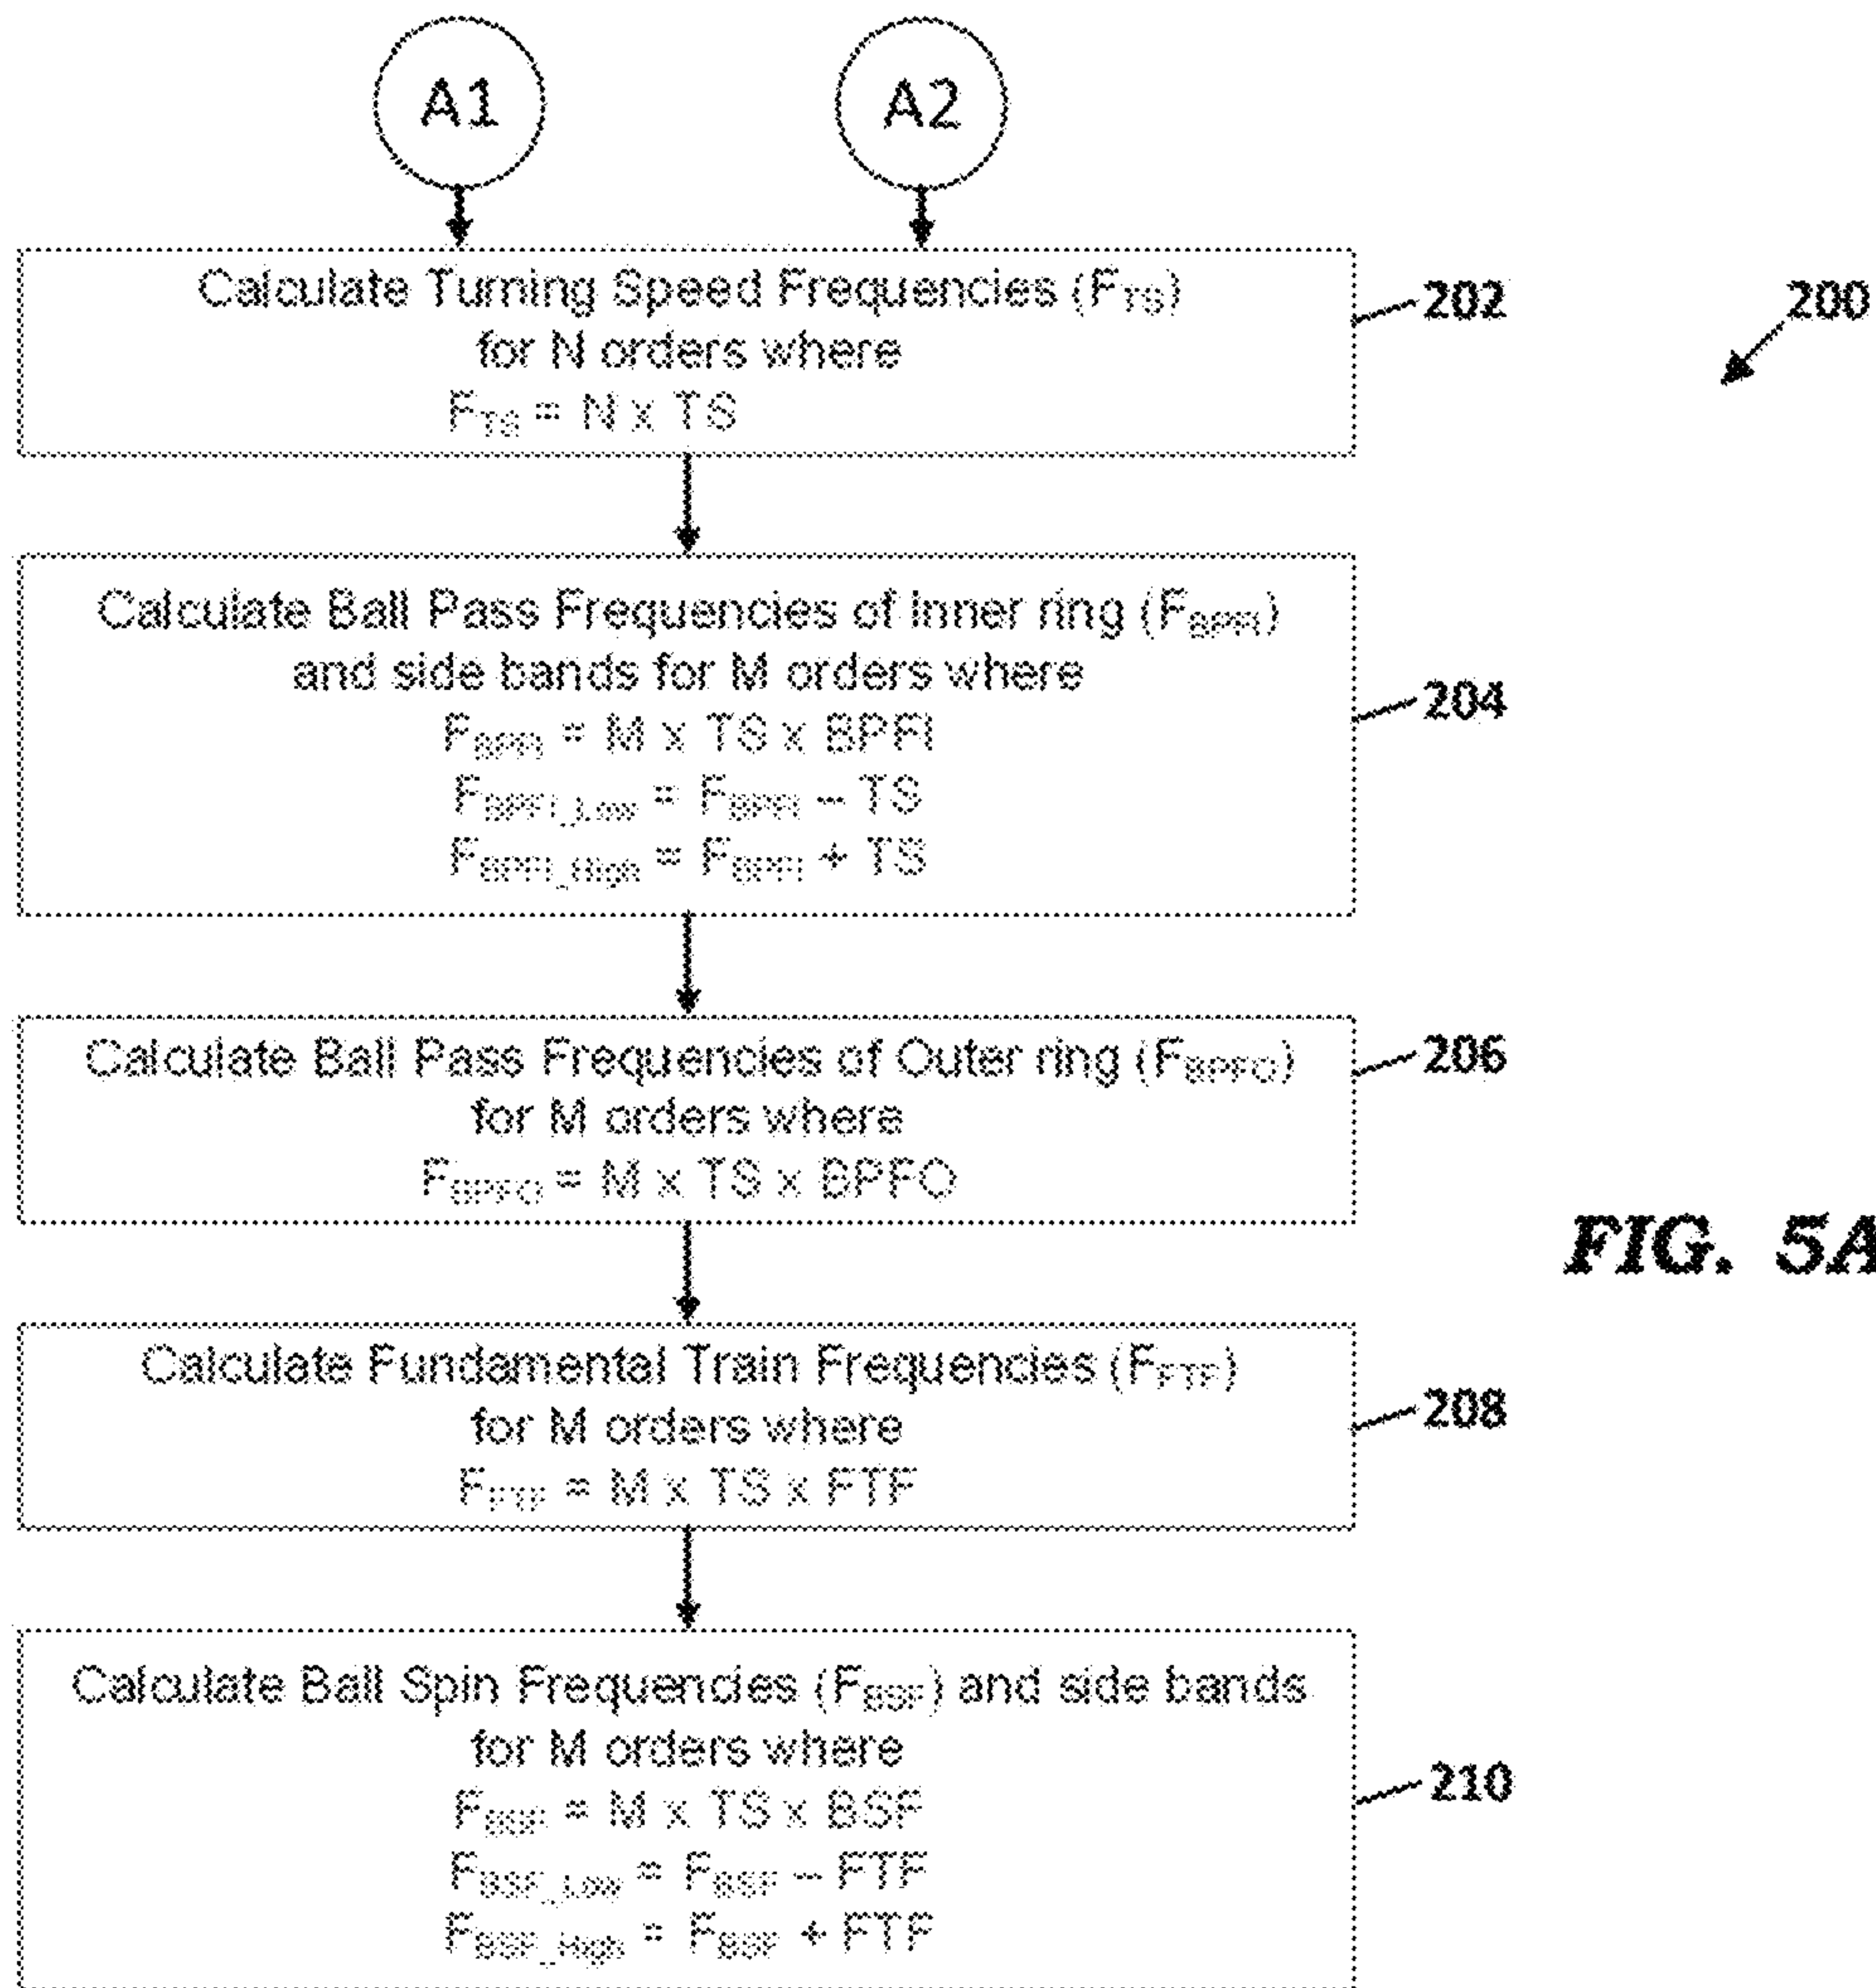 A1 A2
Calculate Turning Speed Frequencies (F_TS)
for N orders where
F_TS = N x TS
202
200
Calculate Ball Pass Frequencies of Inner ring (F_BPFI)
and side bands for M orders where
F_BPFI = M x TS x BPFI
F_BPFI_Low = F_BPFI – TS
F_BPFI_High = F_BPFI + TS
204
Calculate Ball Pass Frequencies of Outer ring (F_BPFO)
for M orders where
F_BPFO = M x TS x BPFO
206
FIG. 5A
Calculate Fundamental Train Frequencies (F_FTF)
for M orders where
F_FTF = M x TS x FTF
208
Calculate Ball Spin Frequencies (F_BSF) and side bands
for M orders where
F_BSF = M x TS x BSF
F_BSF_Low = F_BSF – FTF
F_BSF_High = F_BSF + FTF
210